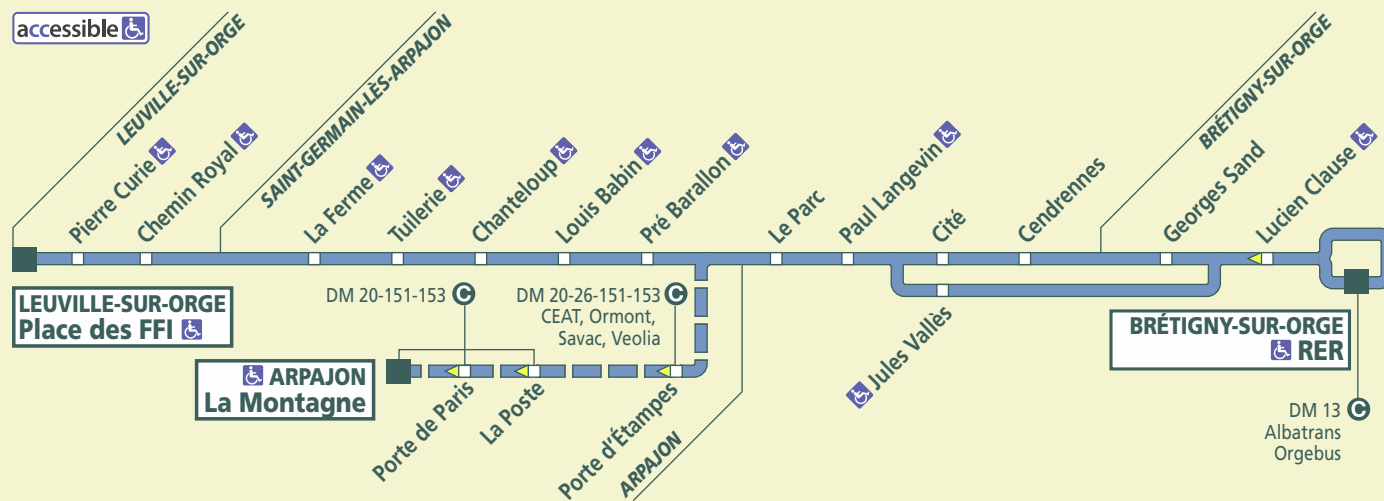 accessible
LEUVILLE-SUR-ORGE
SAINT-GERMAIN-LÈS-ARPAJON
BRÉTIGNY-SUR-ORGE
Pierre Curie
Chemin Royal
La Ferme
Tuilerie
Chanteloup
Louis Babin
Pré Barallon
Le Parc
Paul Langevin
Cité
Cendrennes
Georges Sand
Lucien Clause
LEUVILLE-SUR-ORGE
Place des FFI
DM 20-151-153 C
DM 20-26-151-153 C
CEAT, Ormont,
Savac, Veolia
ARPAJON
La Montagne
Porte de Paris
La Poste
Porte d'Étampes
ARPAJON
Jules Vallès
BRÉTIGNY-SUR-ORGE
RER
DM 13 C
Albatrans
Orgebus